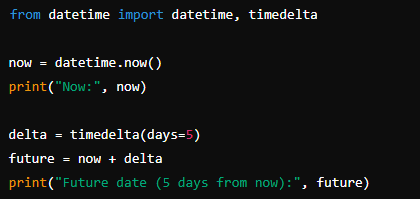 from datetime import datetime, timedelta
now = datetime.now()
print("Now:", now)
delta = timedelta(days=5)
future = now + delta
print("Future date (5 days from now):", future)